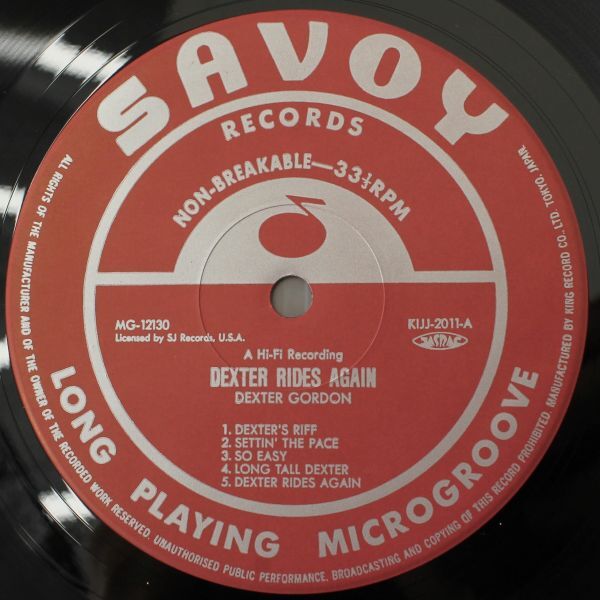 SAVOY
RECORDS
NON-BREAKABLE—33⅓RPM
MG-12130
Licensed by SJ Records, U.S.A.
KIJJ-2011-A
JASRAC
A Hi-Fi Recording
DEXTER RIDES AGAIN
DEXTER GORDON
1. DEXTER'S RIFF
2. SETTIN' THE PACE
3. SO EASY
4. LONG TALL DEXTER
5. DEXTER RIDES AGAIN
LONG PLAYING MICROGROOVE
ALL RIGHTS OF THE MANUFACTURER AND OF THE OWNER OF THE RECORDED WORK RESERVED. UNAUTHORISED PUBLIC PERFORMANCE, BROADCASTING AND COPYING OF THIS RECORD PROHIBITED. MANUFACTURED BY KING RECORD CO., LTD. TOKYO, JAPAN.